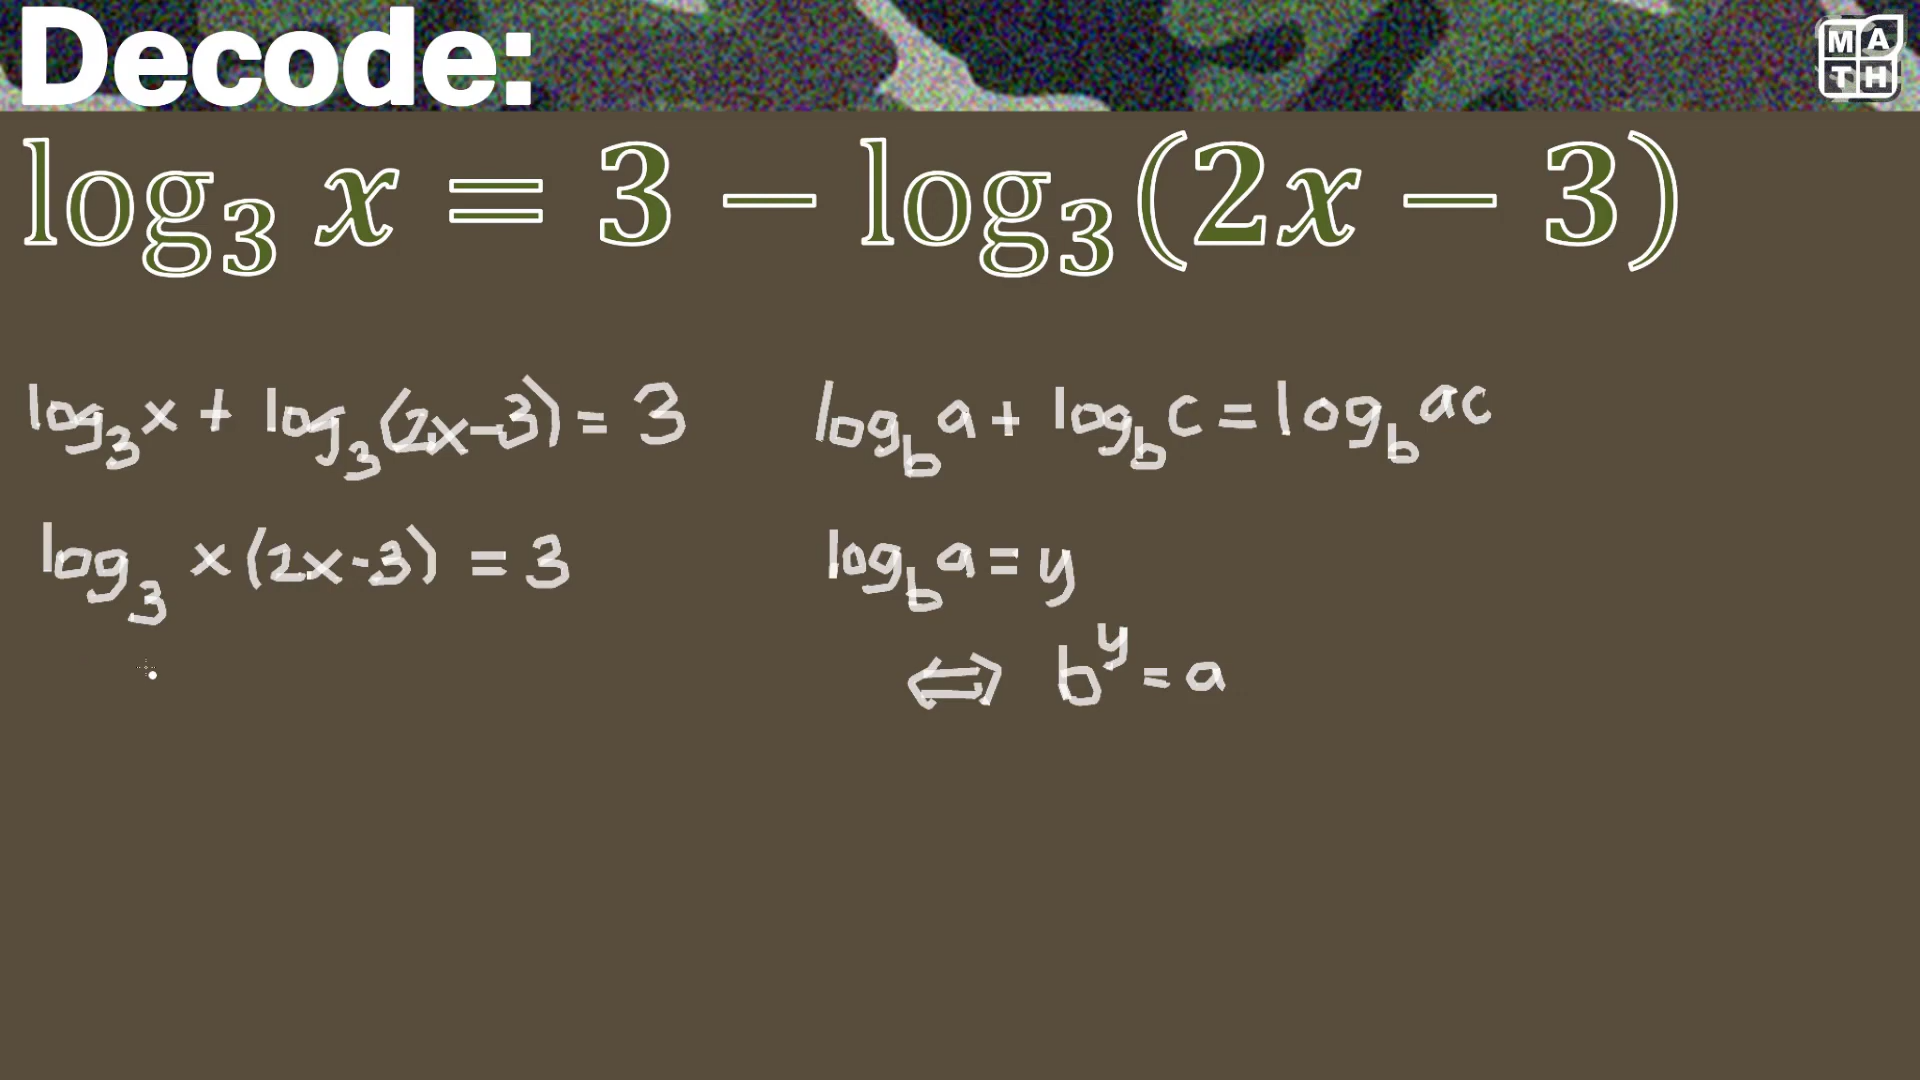 Decode:
MATH
log₃ x = 3 − log₃(2x − 3)
log₃x + log₃(2x-3) = 3
log₃ x(2x-3) = 3
log_b a + log_b c = log_b ac
log_b a = y
⇔ b^y = a